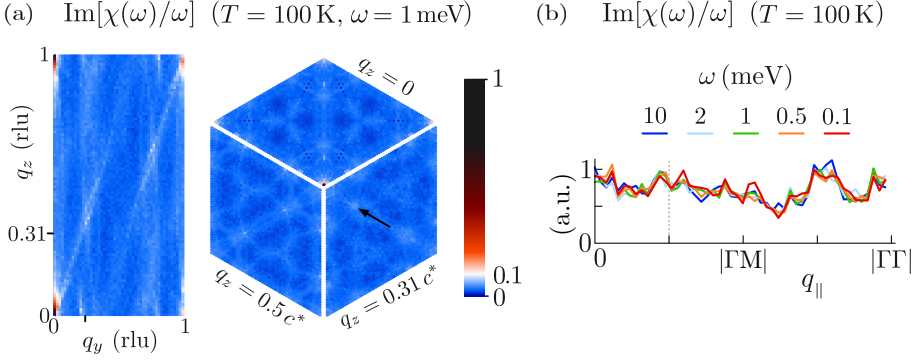 (a) Im[χ(ω)/ω] (T = 100 K, ω = 1 meV)
1
q_z (rlu)
0.31
0
0 1
q_y (rlu)
q_z = 0
q_z = 0.5 c*
q_z = 0.31 c*
1
0.1
0
(b) Im[χ(ω)/ω] (T = 100 K)
ω (meV)
10 2 1 0.5 0.1
1
(a.u.)
0
0 |ΓM| |ΓΓ|
q_∥